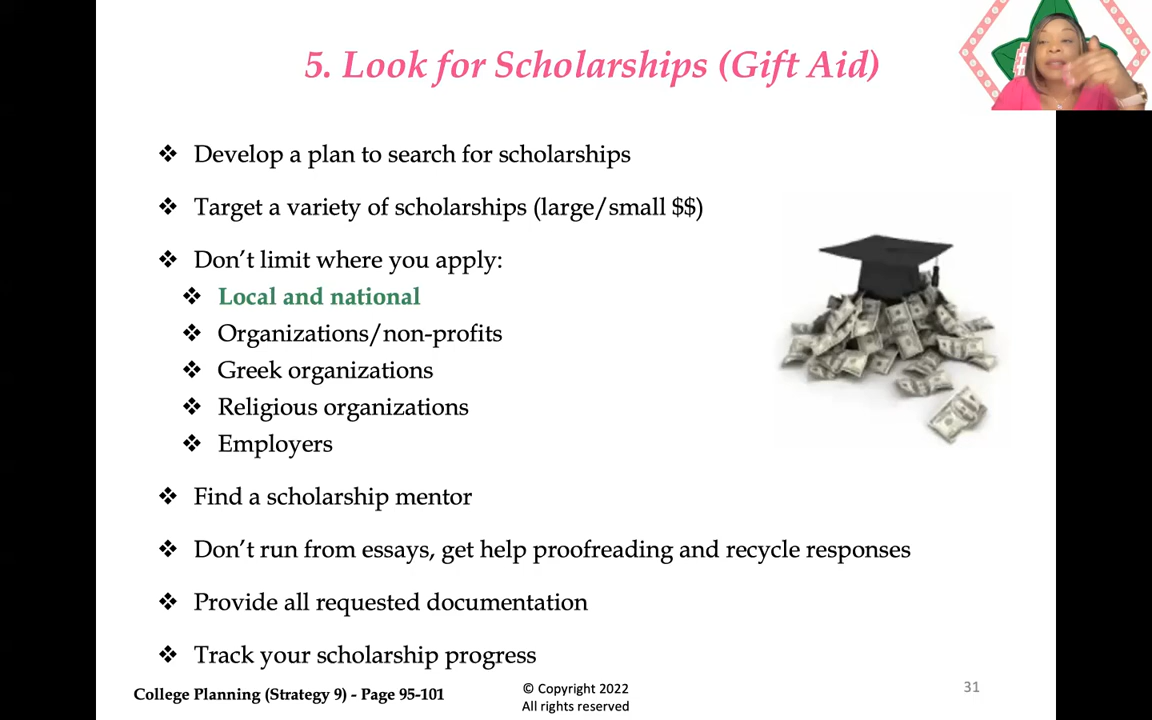 5. Look for Scholarships (Gift Aid)
❖ Develop a plan to search for scholarships
❖ Target a variety of scholarships (large/small $$)
❖ Don’t limit where you apply:
❖ Local and national
❖ Organizations/non-profits
❖ Greek organizations
❖ Religious organizations
❖ Employers
❖ Find a scholarship mentor
❖ Don’t run from essays, get help proofreading and recycle responses
❖ Provide all requested documentation
❖ Track your scholarship progress
College Planning (Strategy 9) - Page 95-101
© Copyright 2022
All rights reserved
31